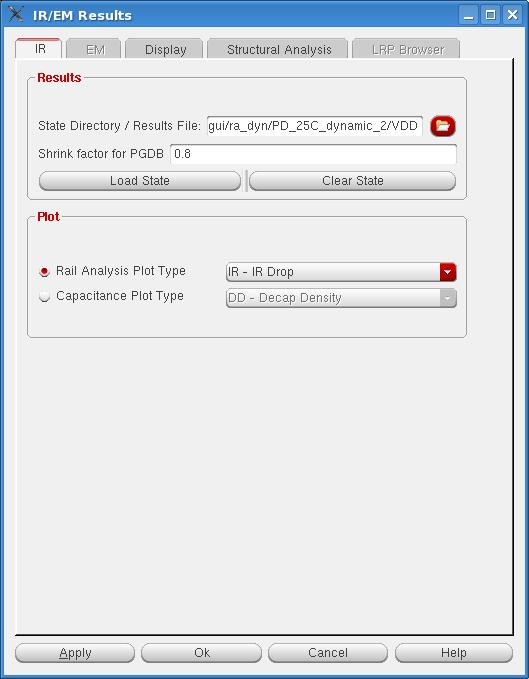 IR/EM Results
IR EM Display Structural Analysis LRP Browser
Results
State Directory / Results File: gui/ra_dyn/PD_25C_dynamic_2/VDD
Shrink factor for PGDB 0.8
Load State Clear State
Plot
Rail Analysis Plot Type IR - IR Drop
Capacitance Plot Type DD - Decap Density
Apply Ok Cancel Help